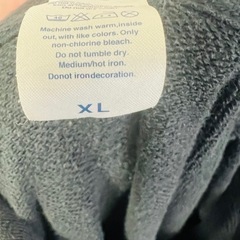 Machine wash warm, inside
out, with like colors. Only
non-chlorine bleach.
Do not tumble dry.
Medium/hot iron.
Donot irondecoration.
XL